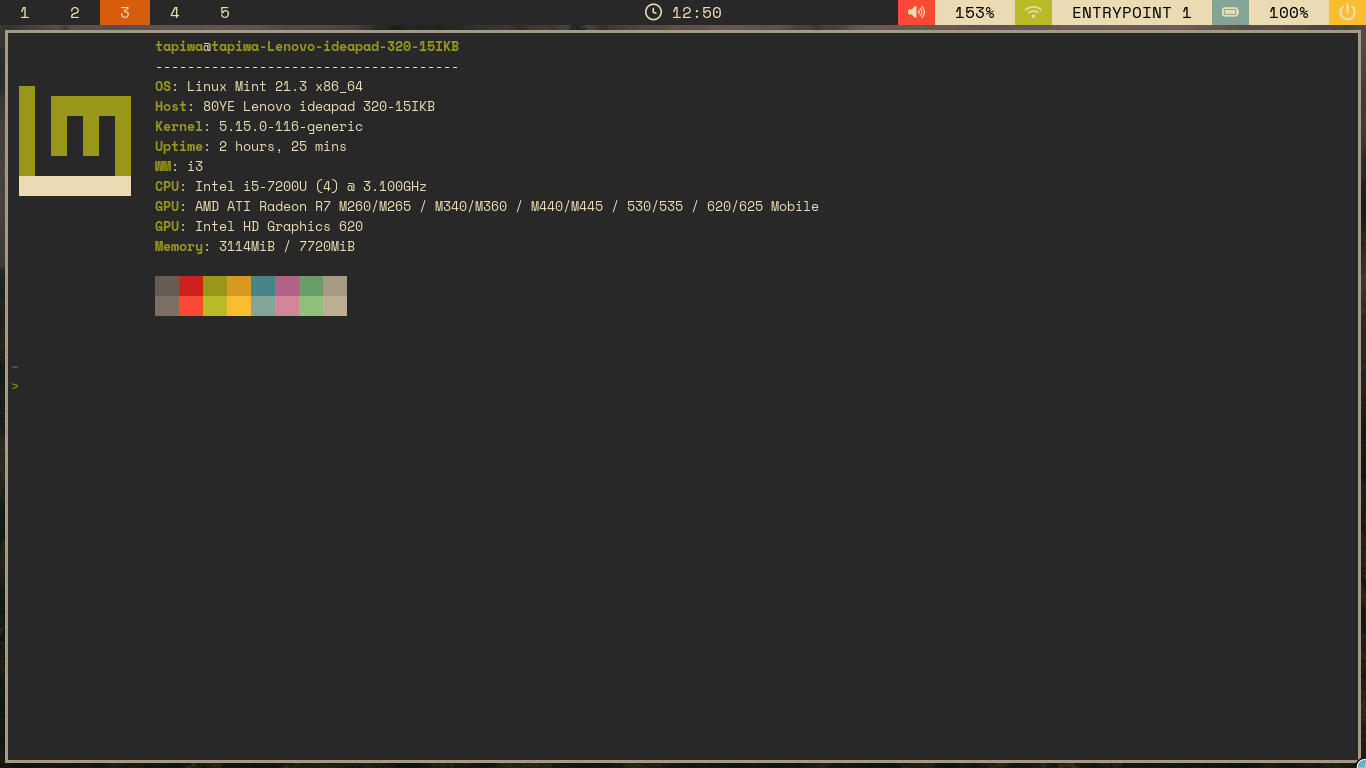 1 2 3 4 5 12:50 153% ENTRYPOINT 1 100%
tapiwa@tapiwa-Lenovo-ideapad-320-15IKB
--------------------------------------
OS: Linux Mint 21.3 x86_64
Host: 80YE Lenovo ideapad 320-15IKB
Kernel: 5.15.0-116-generic
Uptime: 2 hours, 25 mins
WM: i3
CPU: Intel i5-7200U (4) @ 3.100GHz
GPU: AMD ATI Radeon R7 M260/M265 / M340/M360 / M440/M445 / 530/535 / 620/625 Mobile
GPU: Intel HD Graphics 620
Memory: 3114MiB / 7720MiB
~
>